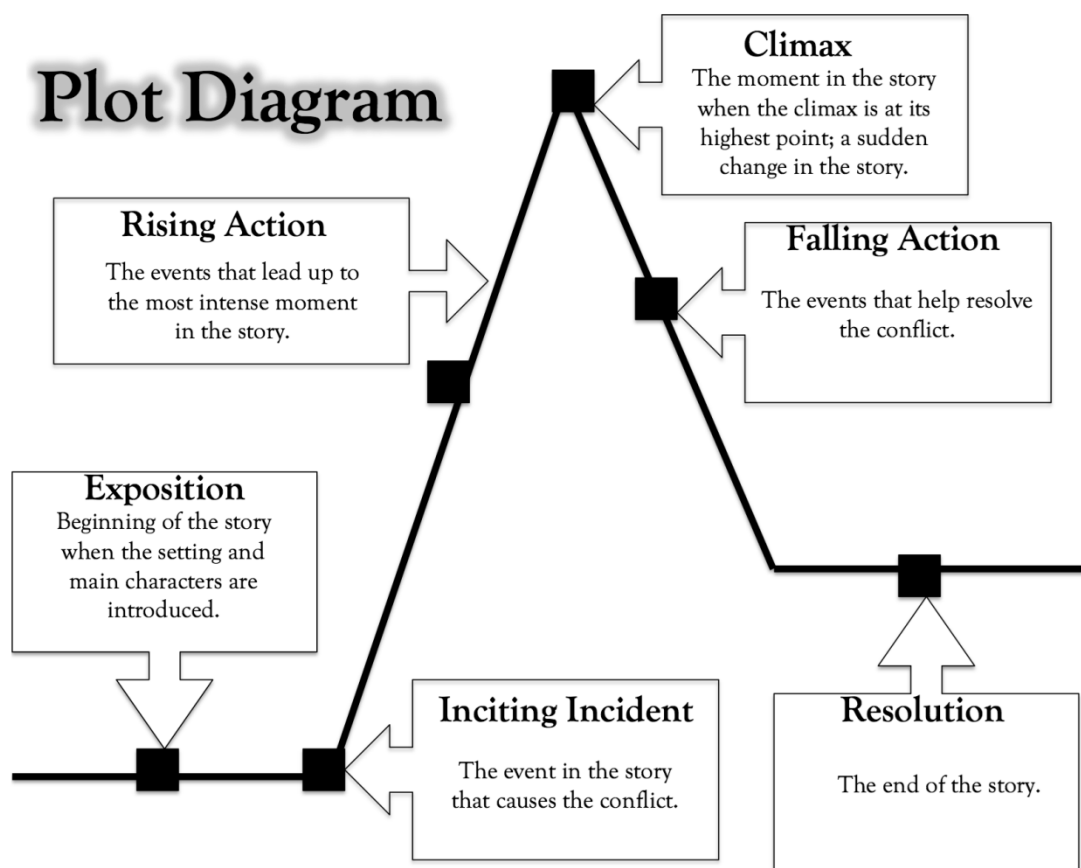 Plot Diagram
Climax
The moment in the story
when the climax is at its
highest point; a sudden
change in the story.
Rising Action
The events that lead up to
the most intense moment
in the story.
Falling Action
The events that help resolve
the conflict.
Exposition
Beginning of the story
when the setting and
main characters are
introduced.
Inciting Incident
The event in the story
that causes the conflict.
Resolution
The end of the story.